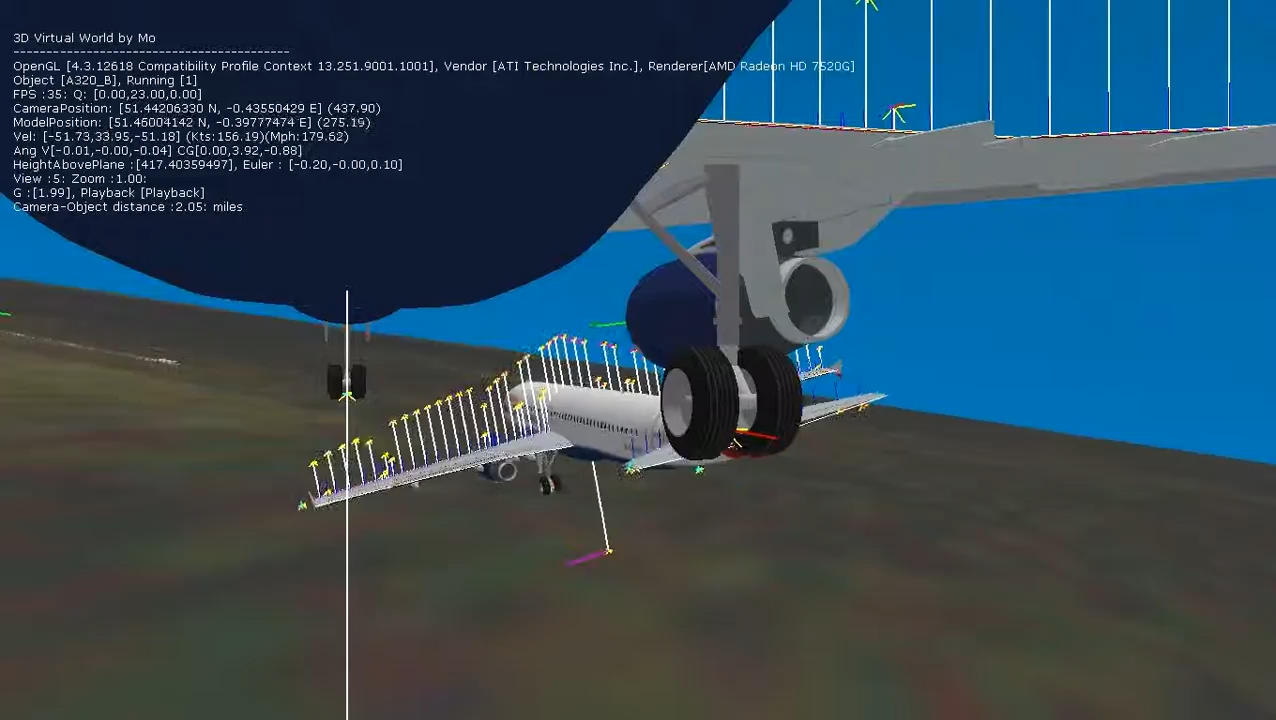 3D Virtual World by Mo
------------------------------------------
OpenGL [4.3.12618 Compatibility Profile Context 13.251.9001.1001], Vendor [ATI Technologies Inc.], Renderer[AMD Radeon HD 7520G]
Object [A320_B], Running [1]
FPS :35: Q: [0.00,23.00,0.00]
CameraPosition: [51.44206330 N, -0.43550429 E] (437.90)
ModelPosition: [51.46004142 N, -0.39777474 E] (275.19)
Vel: [-51.73,33.95,-51.18] (Kts:156.19)(Mph:179.62)
Ang V[-0.01,-0.00,-0.04] CG[0.00,3.92,-0.88]
HeightAbovePlane :[417.40359497], Euler : [-0.20,-0.00,0.10]
View :5: Zoom :1.00:
G :[1.99], Playback [Playback]
Camera-Object distance :2.05: miles